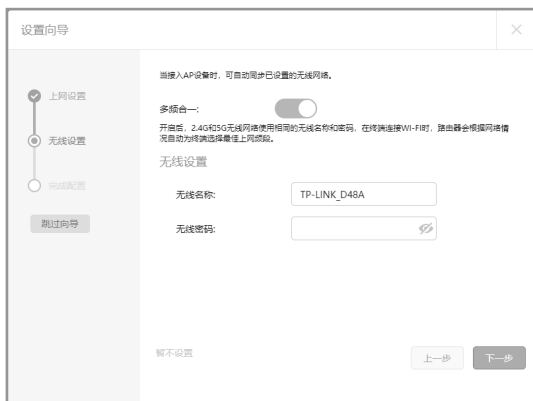 设置向导
当接入AP设备时，可自动同步已设置的无线网络。
上网设置
多频合一:
开启后，2.4G和5G无线网络使用相同的无线名称和密码，在终端连接WI-FI时，路由器会根据网络情
况自动为终端选择最佳上网频段。
无线设置
无线设置
完成配置
无线名称:
TP-LINK_D48A
跳过向导
无线密码:
暂不设置
上一步
下一步